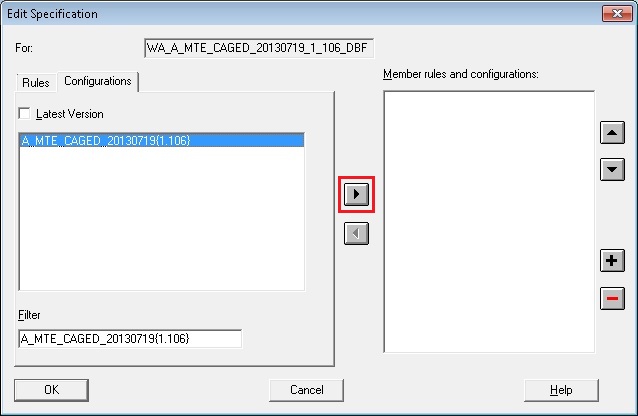 Edit Specification
For:
WA_A_MTE_CAGED_20130719_1_106_DBF
Rules
Configurations
Member rules and configurations:
Latest Version
A_MTE_CAGED_20130719{1.106}
Filter
A_MTE_CAGED_20130719{1.106}
OK
Cancel
Help